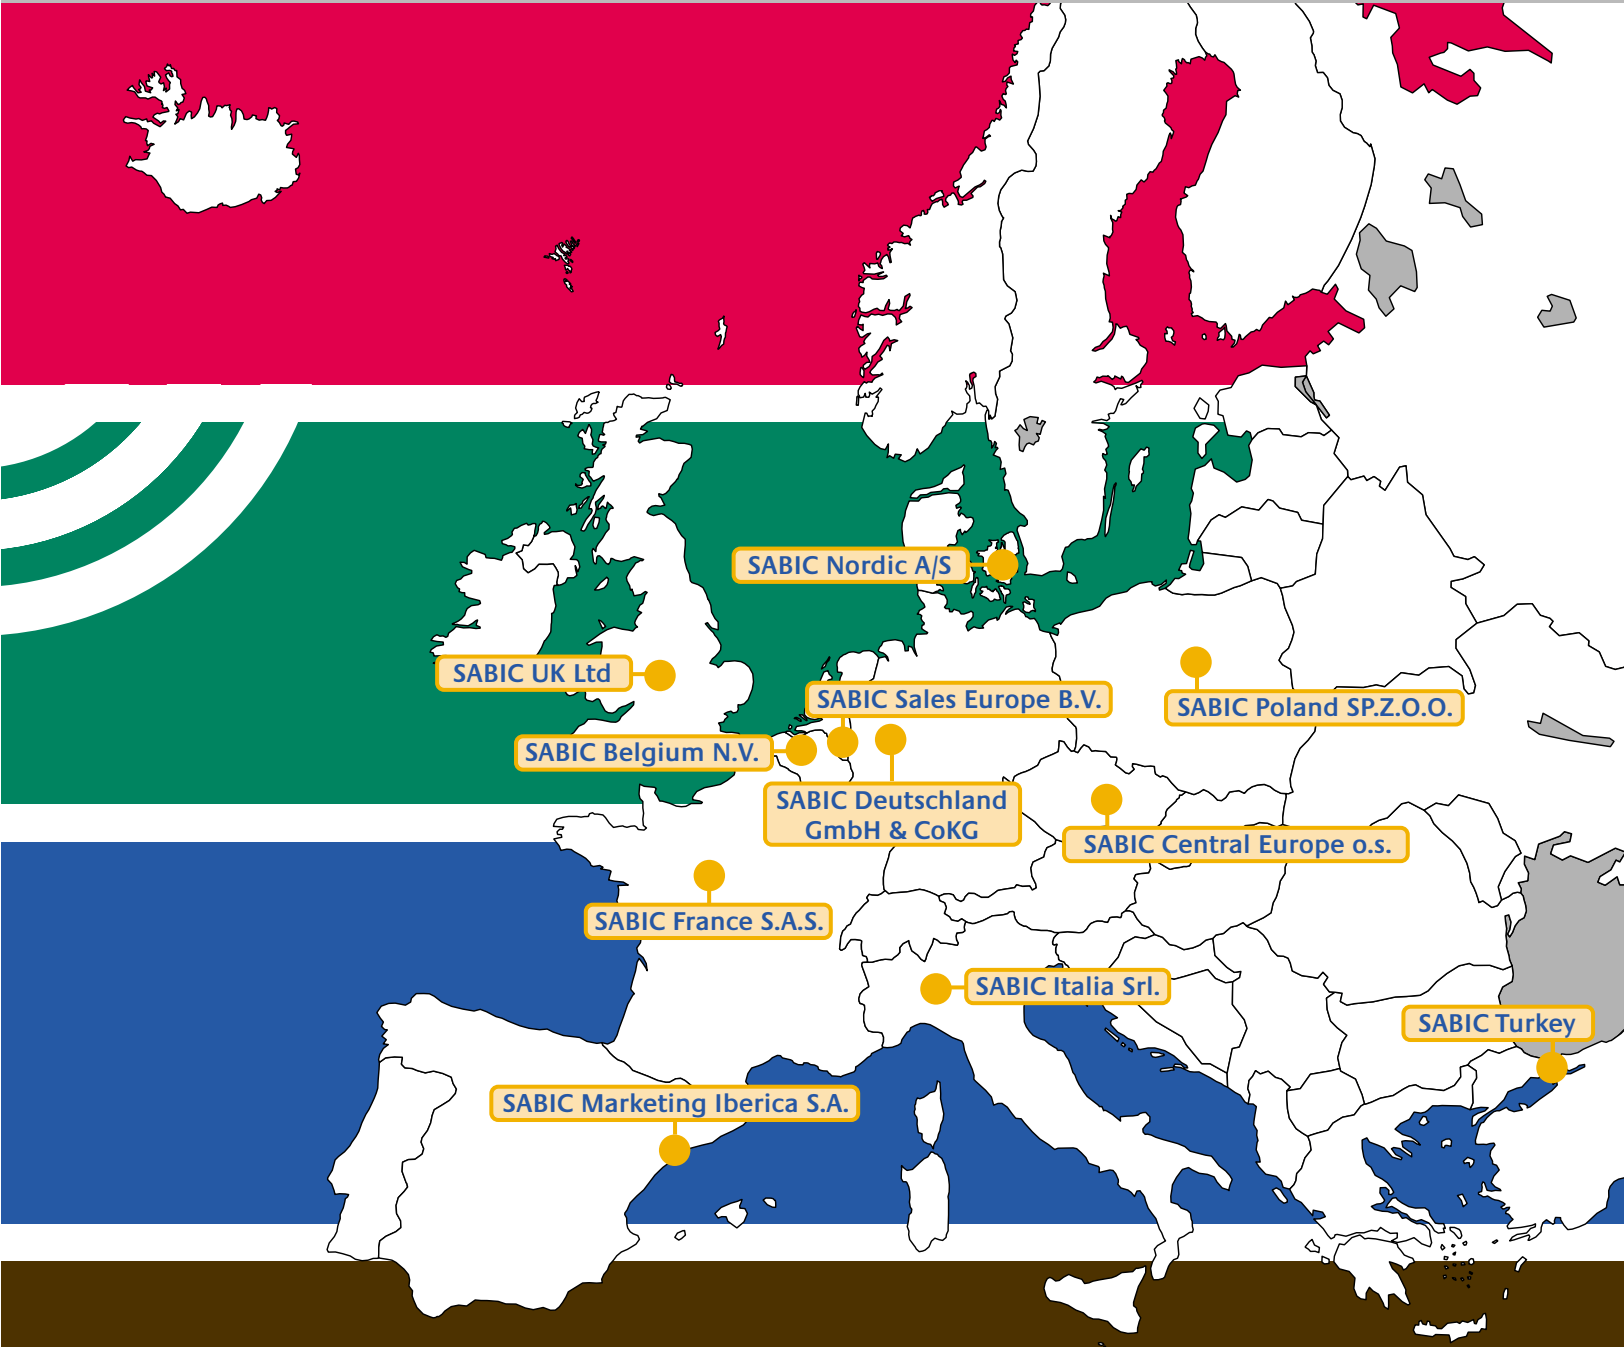 SABIC Nordic A/S
SABIC UK Ltd
SABIC Sales Europe B.V.
SABIC Poland SP.Z.O.O.
SABIC Belgium N.V.
SABIC Deutschland
GmbH & CoKG
SABIC Central Europe o.s.
SABIC France S.A.S.
SABIC Italia Srl.
SABIC Turkey
SABIC Marketing Iberica S.A.